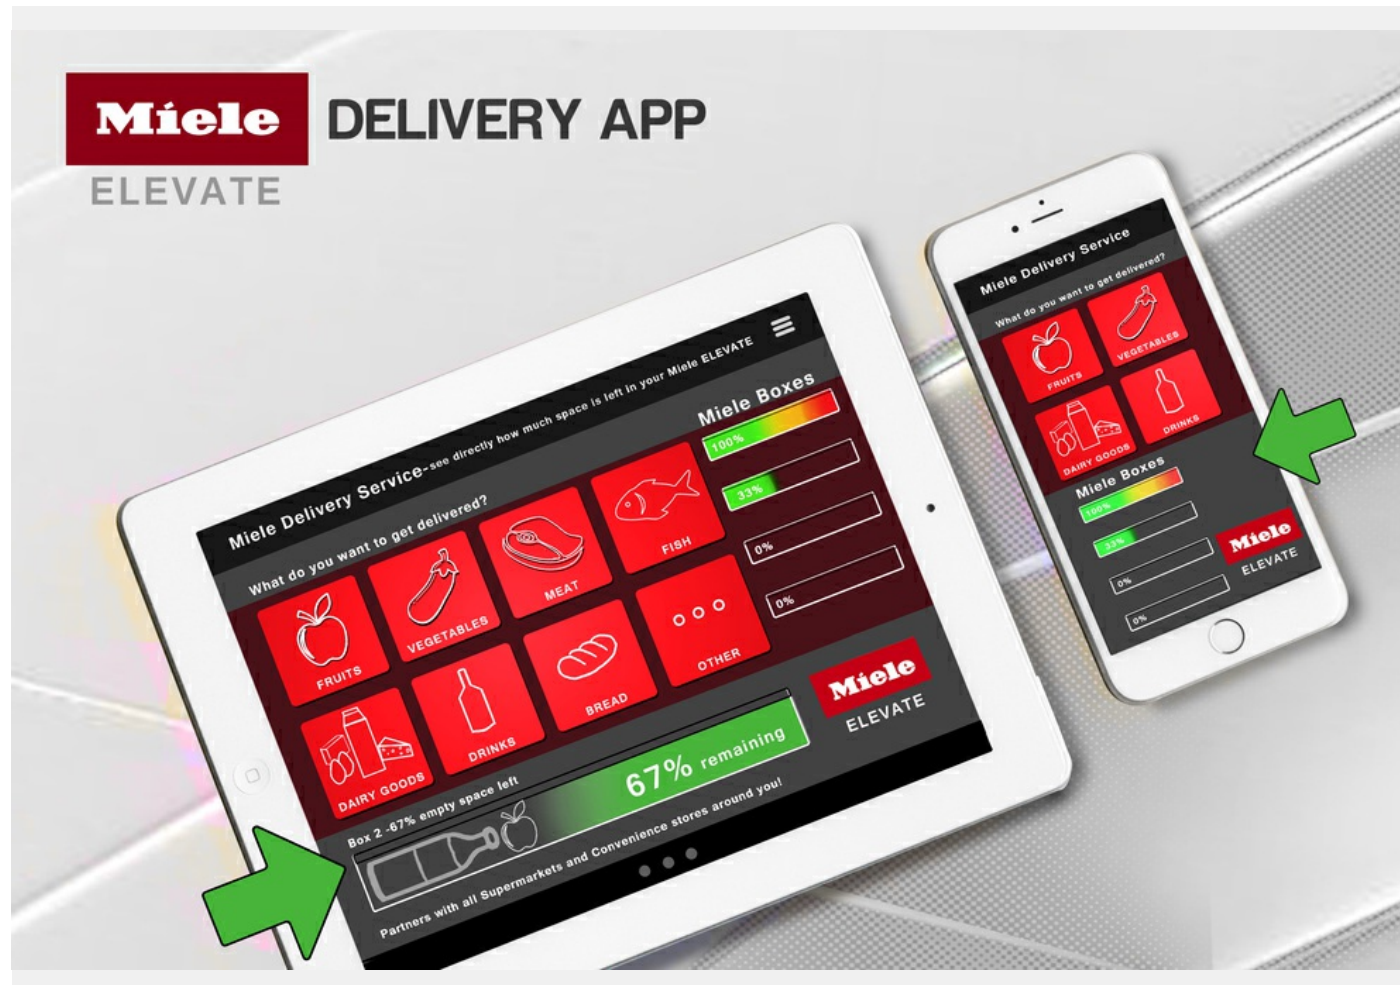 Miele DELIVERY APP
ELEVATE
Miele Delivery Service-see directly how much space is left in your Miele ELEVATE
What do you want to get delivered?
FRUITS
VEGETABLES
MEAT
FISH
DAIRY GOODS
DRINKS
BREAD
OTHER
Miele Boxes
100%
33%
0%
0%
Box 2 -67% empty space left
67% remaining
Partners with all Supermarkets and Convenience stores around you!
Miele
ELEVATE
Miele Delivery Service
What do you want to get delivered?
FRUITS
VEGETABLES
DAIRY GOODS
DRINKS
Miele Boxes
100%
33%
0%
0%
Miele
ELEVATE